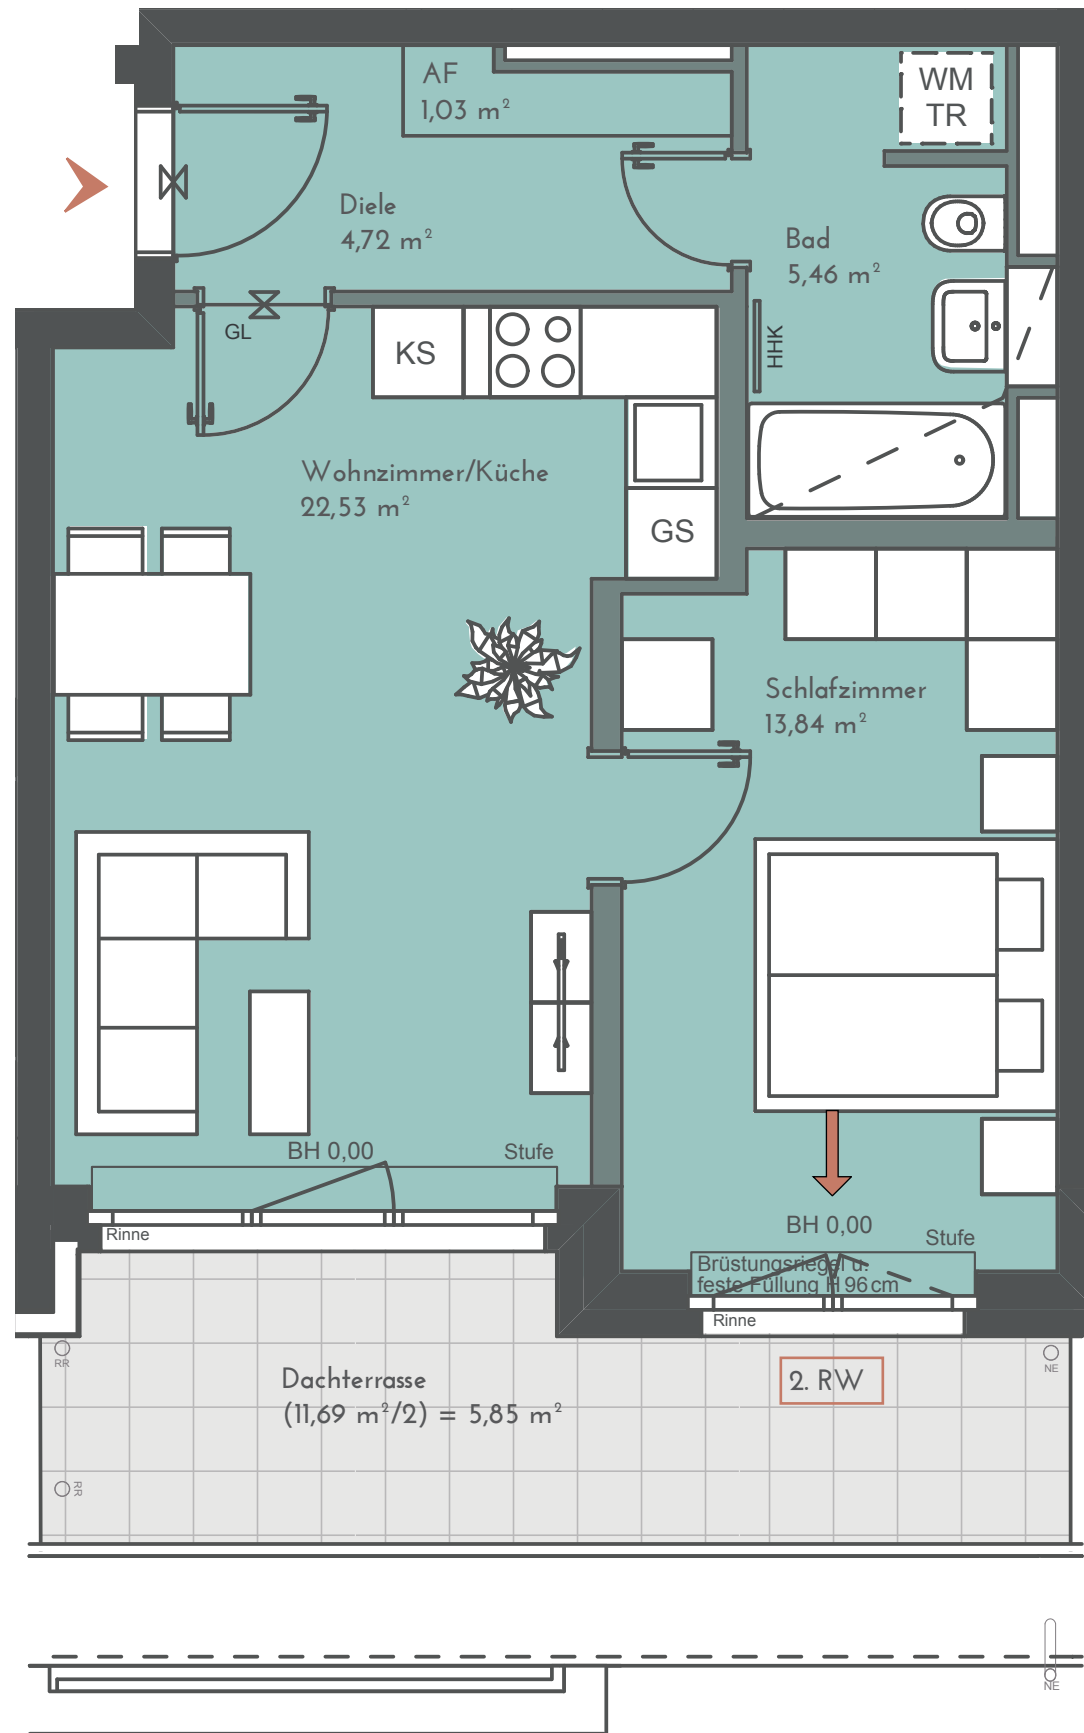 AF
1,03 m²
WM
TR
Diele
4,72 m²
Bad
5,46 m²
GL
KS
HHK
Wohnzimmer/Küche
22,53 m²
GS
Schlafzimmer
13,84 m²
BH 0,00
Stufe
Rinne
BH 0,00
Stufe
Brüstungsriegel u.
feste Füllung H 96 cm
Rinne
RR
NE
Dachterrasse
(11,69 m²/2) = 5,85 m²
2. RW
RR
NE